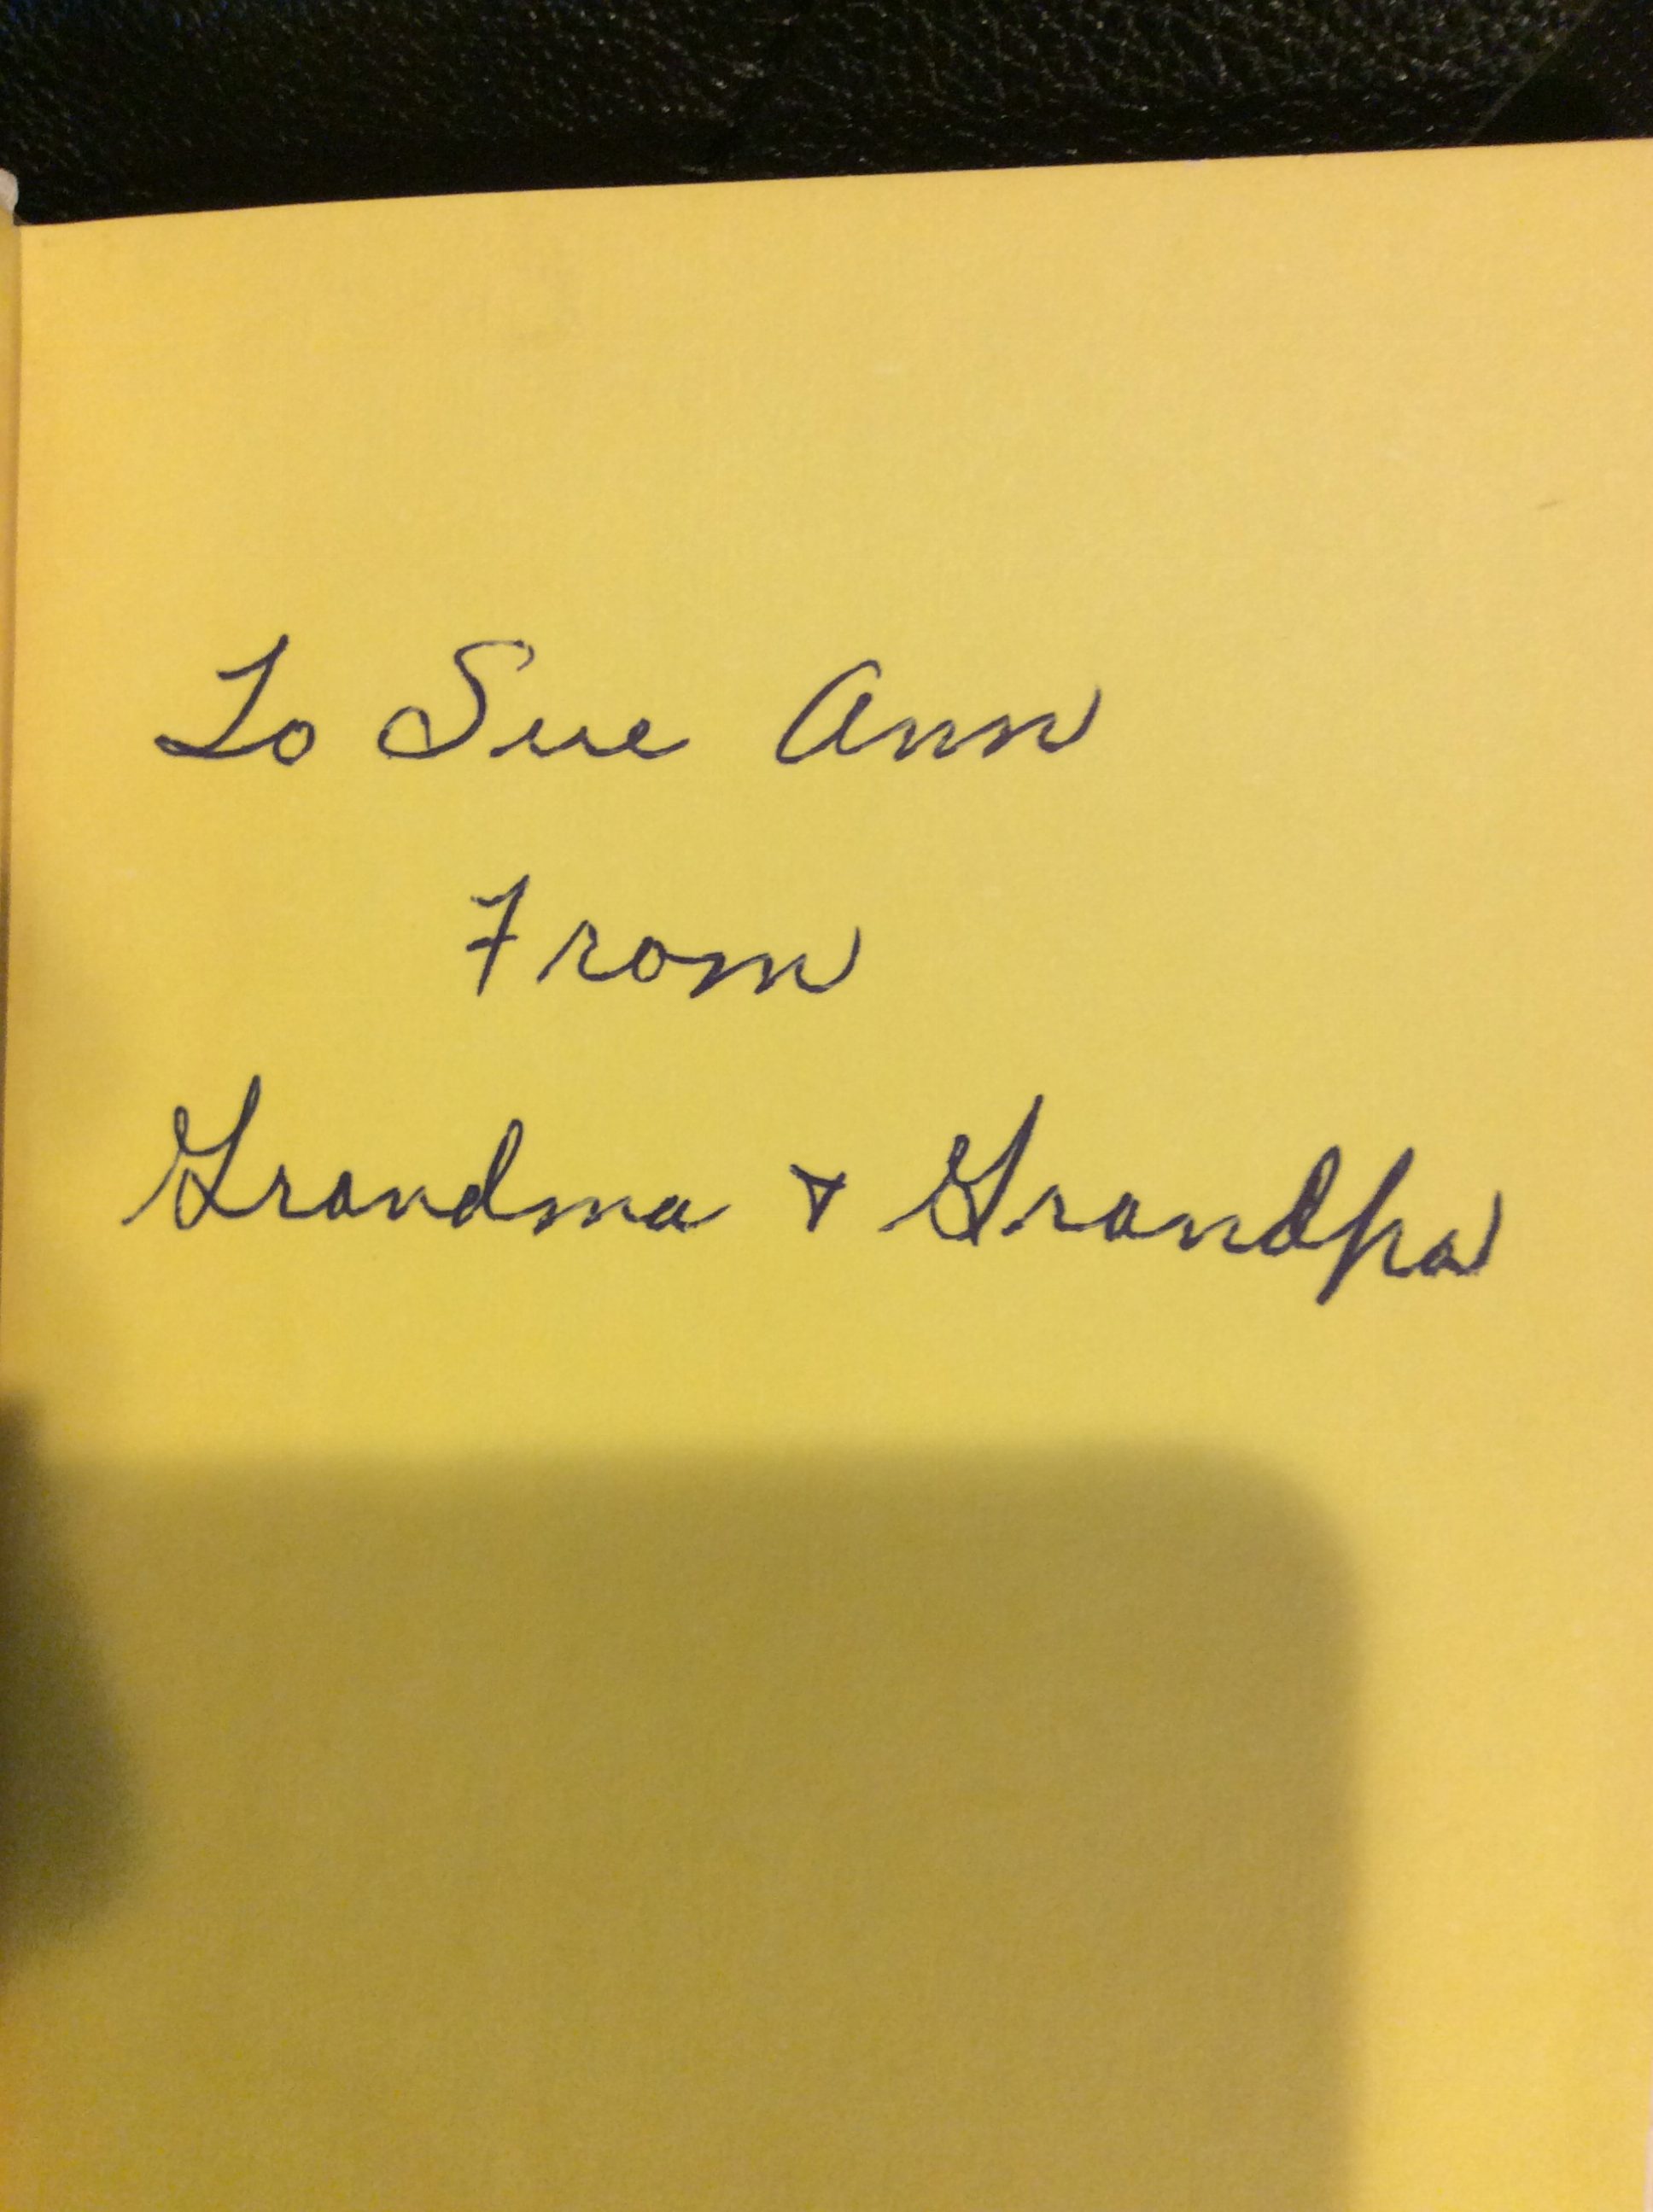 To Sue Ann
From
Grandma & Grandpa